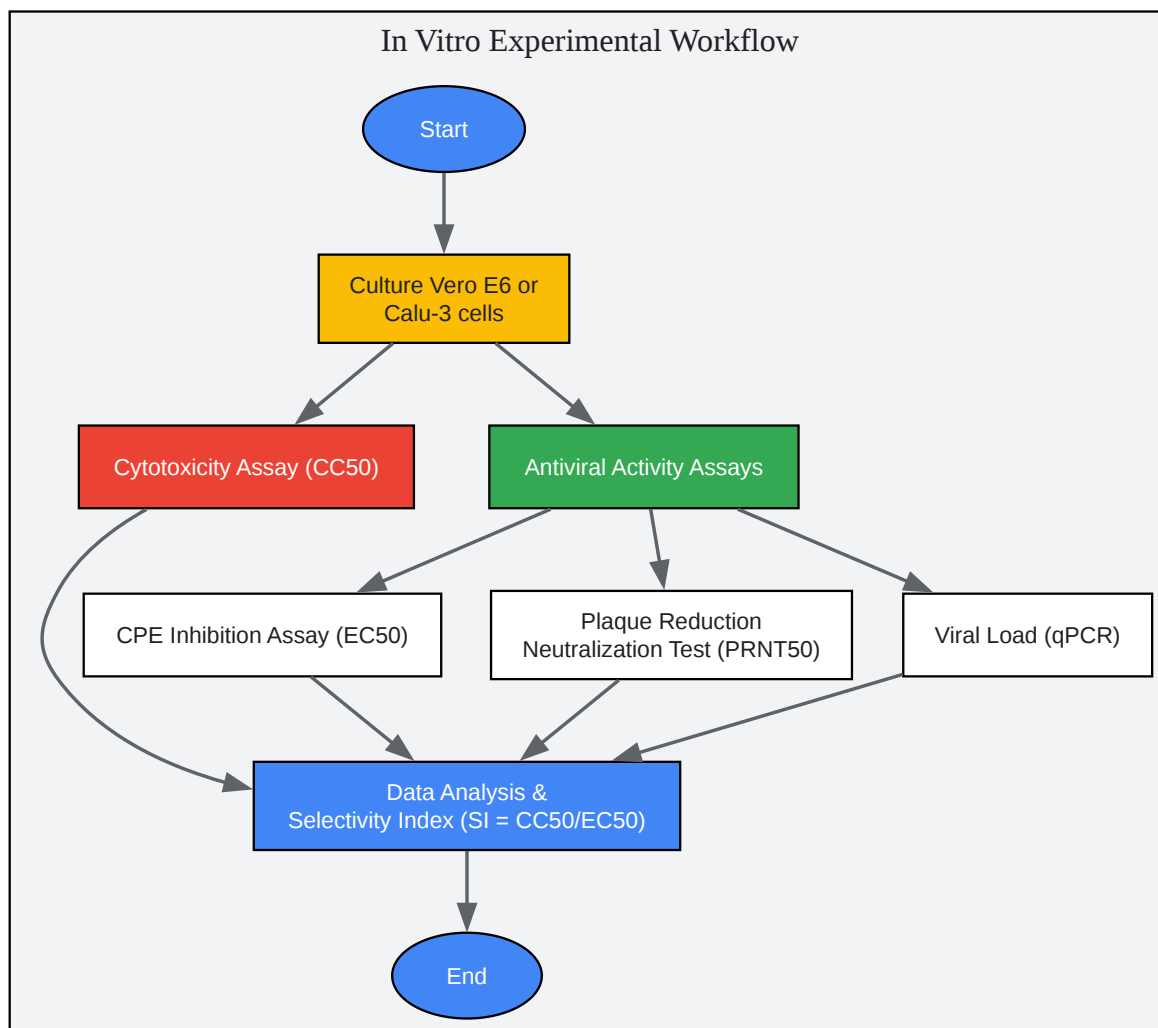 In Vitro Experimental Workflow
Start
Culture Vero E6 or
Calu-3 cells
Cytotoxicity Assay (CC50)
Antiviral Activity Assays
CPE Inhibition Assay (EC50)
Plaque Reduction
Neutralization Test (PRNT50)
Viral Load (qPCR)
Data Analysis &
Selectivity Index (SI = CC50/EC50)
End